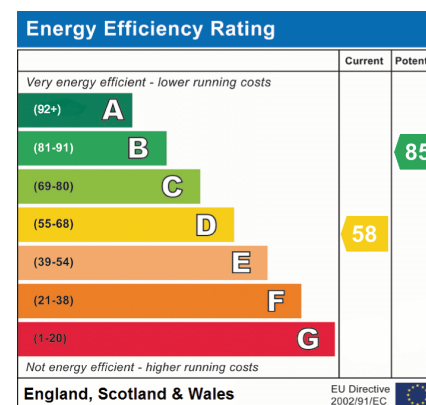 Energy Efficiency Rating
Current Potent
Very energy efficient - lower running costs
(92+) A
(81-91) B
85
(69-80) C
(55-68) D
58
(39-54) E
(21-38) F
(1-20) G
Not energy efficient - higher running costs
England, Scotland & Wales
EU Directive
2002/91/EC